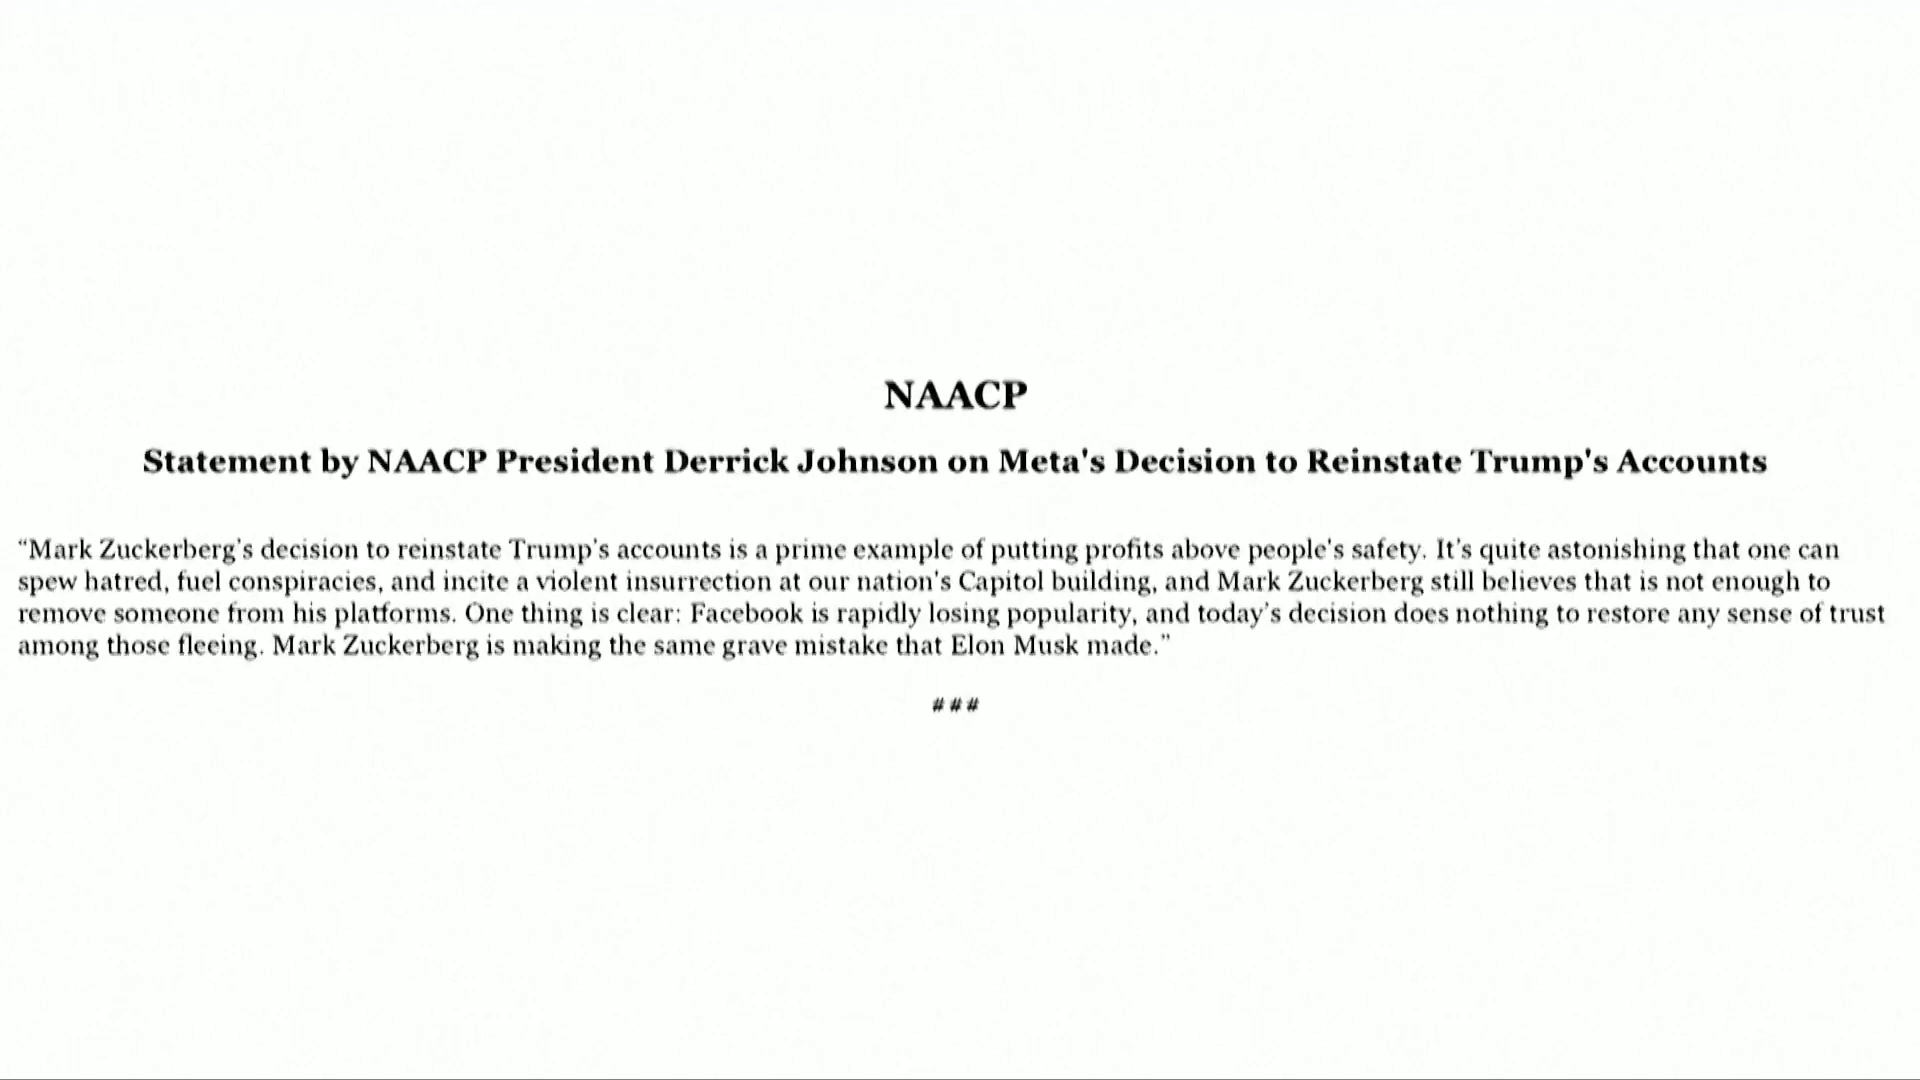 NAACP
Statement by NAACP President Derrick Johnson on Meta's Decision to Reinstate Trump's Accounts
“Mark Zuckerberg’s decision to reinstate Trump’s accounts is a prime example of putting profits above people’s safety. It’s quite astonishing that one can
spew hatred, fuel conspiracies, and incite a violent insurrection at our nation’s Capitol building, and Mark Zuckerberg still believes that is not enough to
remove someone from his platforms. One thing is clear: Facebook is rapidly losing popularity, and today’s decision does nothing to restore any sense of trust
among those fleeing. Mark Zuckerberg is making the same grave mistake that Elon Musk made.”
# # #